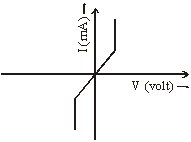 I (mA) →
V (volt) →